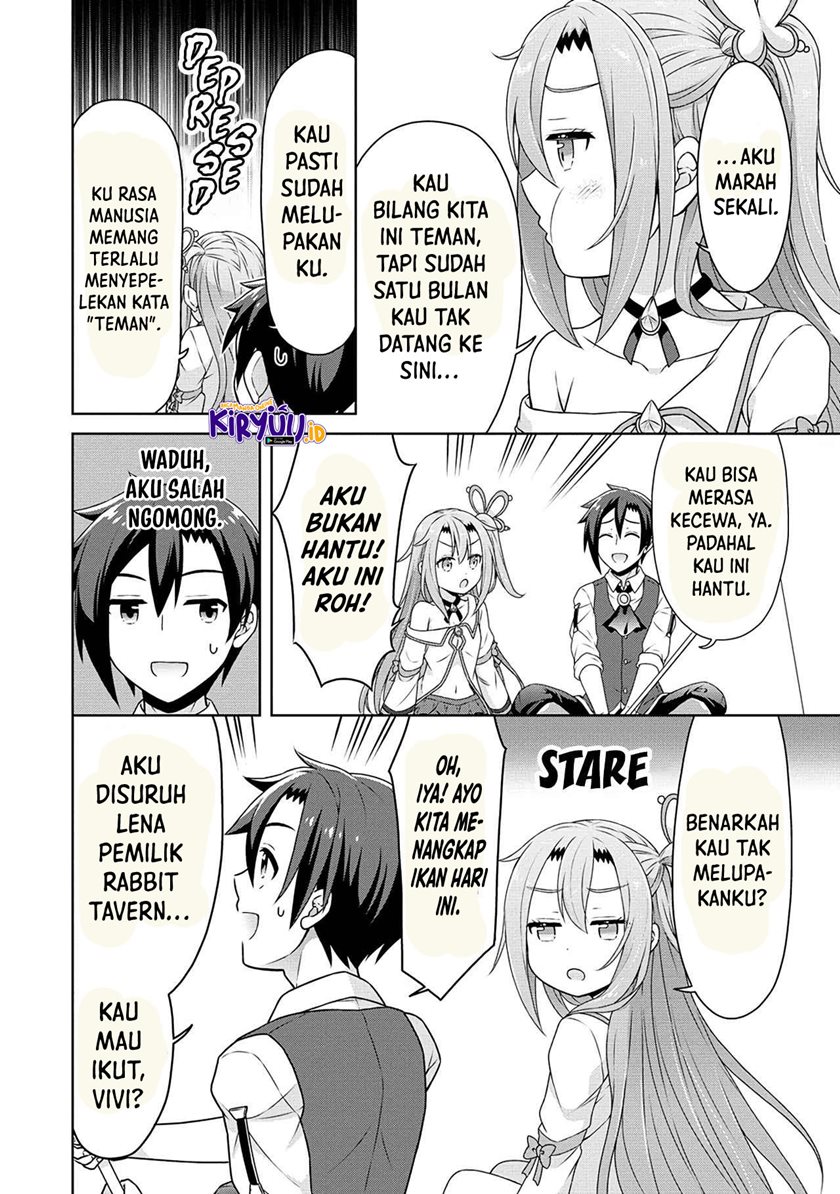 ...AKU
MARAH
SEKALI.
KAU
BILANG KITA
INI TEMAN,
TAPI SUDAH
SATU BULAN
KAU TAK
DATANG KE
SINI...
KAU
PASTI
SUDAH
MELU-
PAKAN
KU.
DEPRESSED
KU RASA
MANUSIA
MEMANG
TERLALU
MENYEPE-
LEKAN KATA
"TEMAN".
KIRYUU.id
Google Play
KAU BISA
MERASA
KECEWA, YA.
PADAHAL
KAU INI
HANTU.
AKU
BUKAN
HANTU!
AKU INI
ROH!
WADUH,
AKU SALAH
NGOMONG.
BENARKAH
KAU TAK
MELUPA-
KANKU?
STARE
OH,
IYA! AYO
KITA ME-
NANGKAP
IKAN HARI
INI.
AKU
DISURUH
LENA
PEMILIK
RABBIT
TAVERN...
KAU
MAU
IKUT,
VIVI?